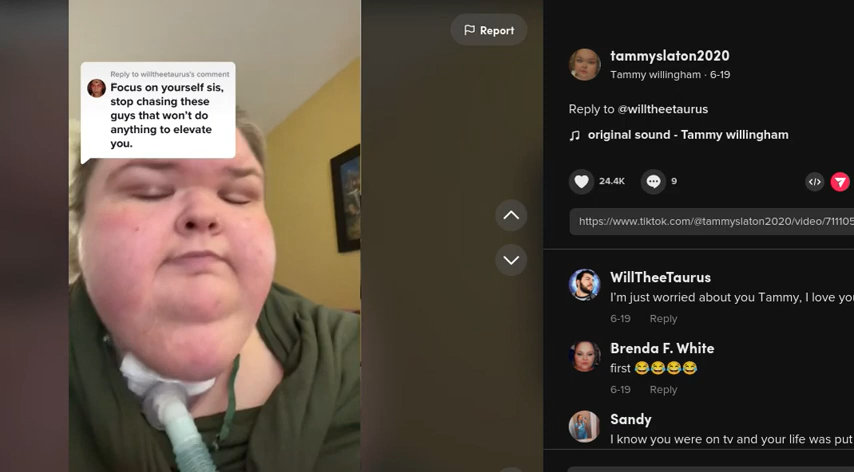 Report
Reply to willtheetaurus's comment
Focus on yourself sis,
stop chasing these
guys that won't do
anything to elevate
you.
tammyslaton2020
Tammy willingham · 6-19
Reply to @willtheetaurus
original sound - Tammy willingham
24.4K
9
https://www.tiktok.com/@tammyslaton2020/video/711105
WillTheeTaurus
I'm just worried about you Tammy, I love you
6-19 Reply
Brenda F. White
first 😂😂😂😂
6-19 Reply
Sandy
I know you were on tv and your life was put